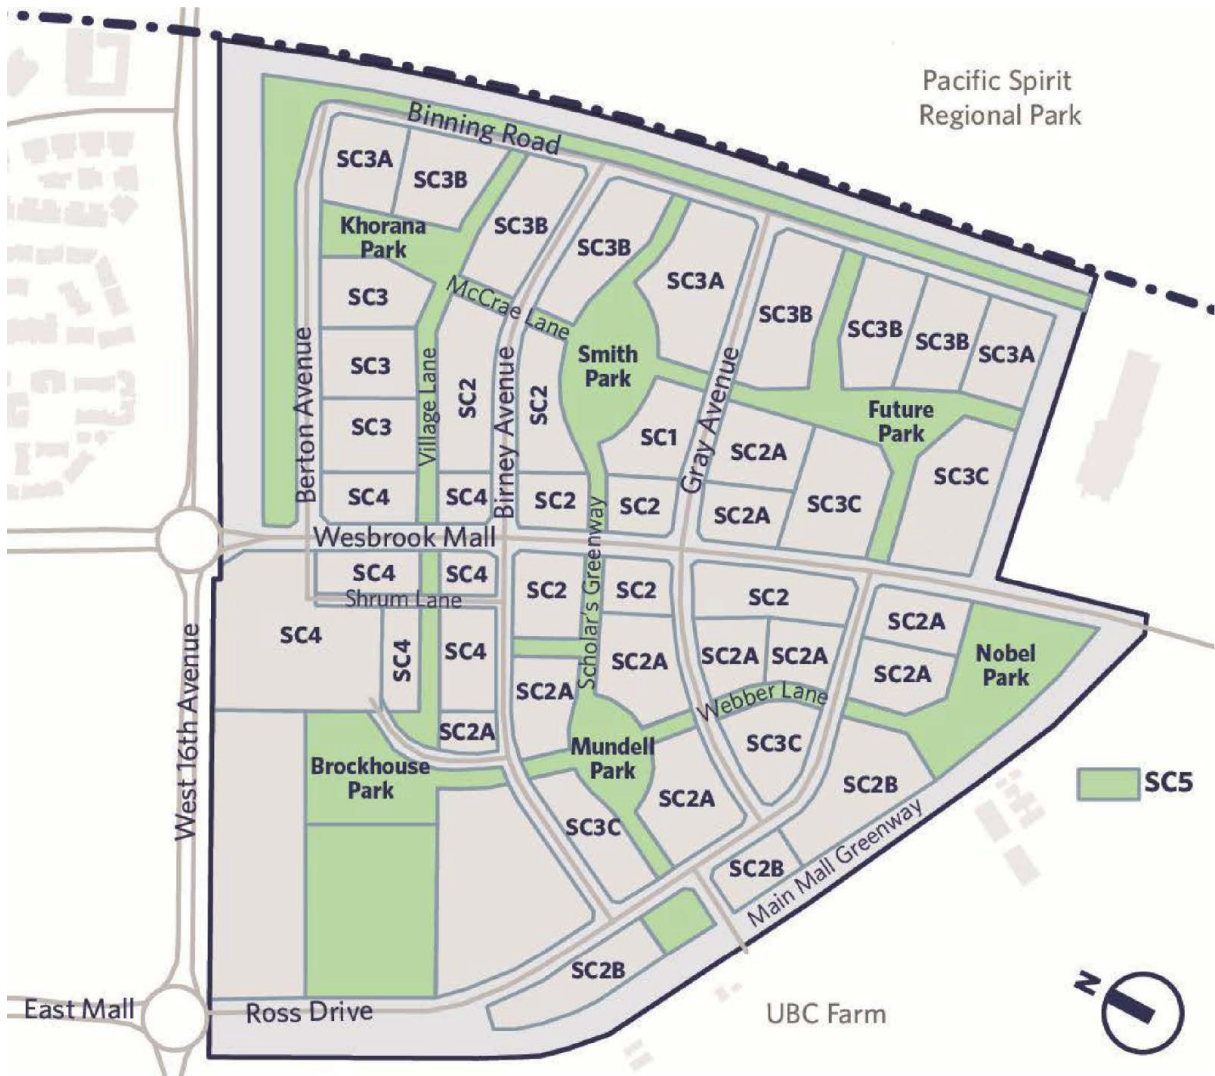 Pacific Spirit
Regional Park
Binning Road
SC3A
SC3B
SC3B
SC3B
SC3A
Khorana
Park
McCrae Lane
SC3
SC3B
SC3B
SC3B
SC3A
Smith
Park
SC3
SC2
SC2
Berton Avenue
Village Lane
Birney Avenue
Gray Avenue
Future
Park
SC3
SC1
SC2A
SC3C
SC3C
SC4
SC4
SC2
SC2
SC2A
Wesbrook Mall
Scholar's Greenway
SC4
SC4
SC2
SC2
SC2
Shrum Lane
SC2A
SC4
SC4
SC4
SC2A
SC2A
SC2A
SC2A
Nobel
Park
SC2A
Webber Lane
West 16th Avenue
SC2A
Mundell
Park
SC3C
Brockhouse
Park
SC2A
SC2B
SC5
SC3C
SC2B
Main Mall Greenway
SC2B
East Mall
Ross Drive
UBC Farm
N